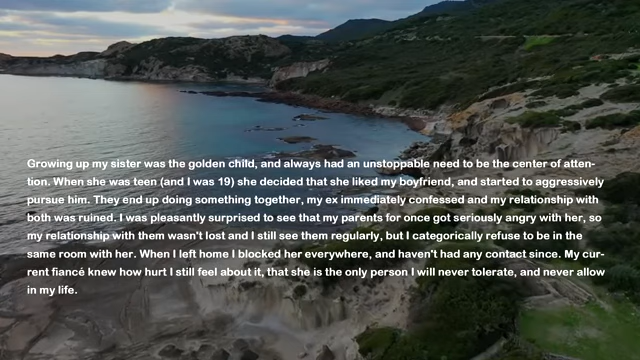 Growing up my sister was the golden child, and always had an unstoppable need to be the center of atten-
tion. When she was teen (and I was 19) she decided that she liked my boyfriend, and started to aggressively
pursue him. They end up doing something together, my ex immediately confessed and my relationship with
both was ruined. I was pleasantly surprised to see that my parents for once got seriously angry with her, so
my relationship with them wasn't lost and I still see them regularly, but I categorically refuse to be in the
same room with her. When I left home I blocked her everywhere, and haven't had any contact since. My cur-
rent fiancé knew how hurt I still feel about it, that she is the only person I will never tolerate, and never allow
in my life.